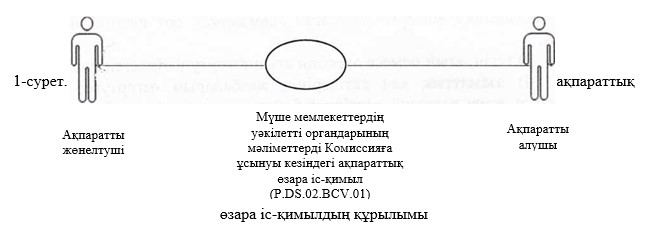 1-сурет.
ақпараттық
Ақпаратты
жөнелтуші
Мүше мемлекеттердің
уәкілетті органдарының
мәліметтерді Комиссияға
ұсынуы кезіндегі ақпараттық
өзара іс-қимыл
(P.DS.02.BCV.01)
Ақпаратты
алушы
өзара іс-қимылдың құрылымы